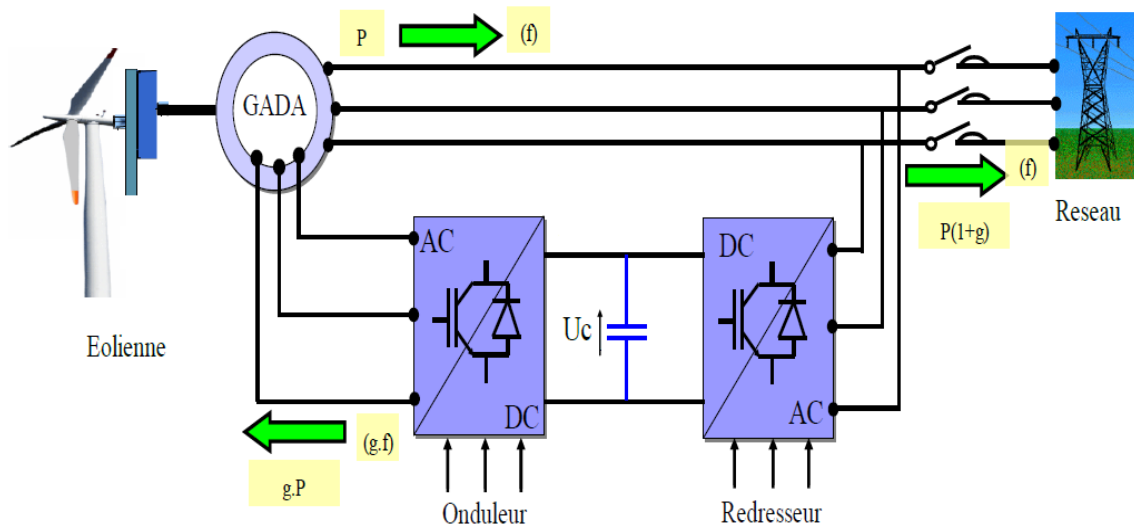 P
(f)
GADA
(f)
Reseau
P(1+g)
AC
DC
Uc
Eolienne
DC
AC
(g.f)
g.P
Onduleur
Redresseur